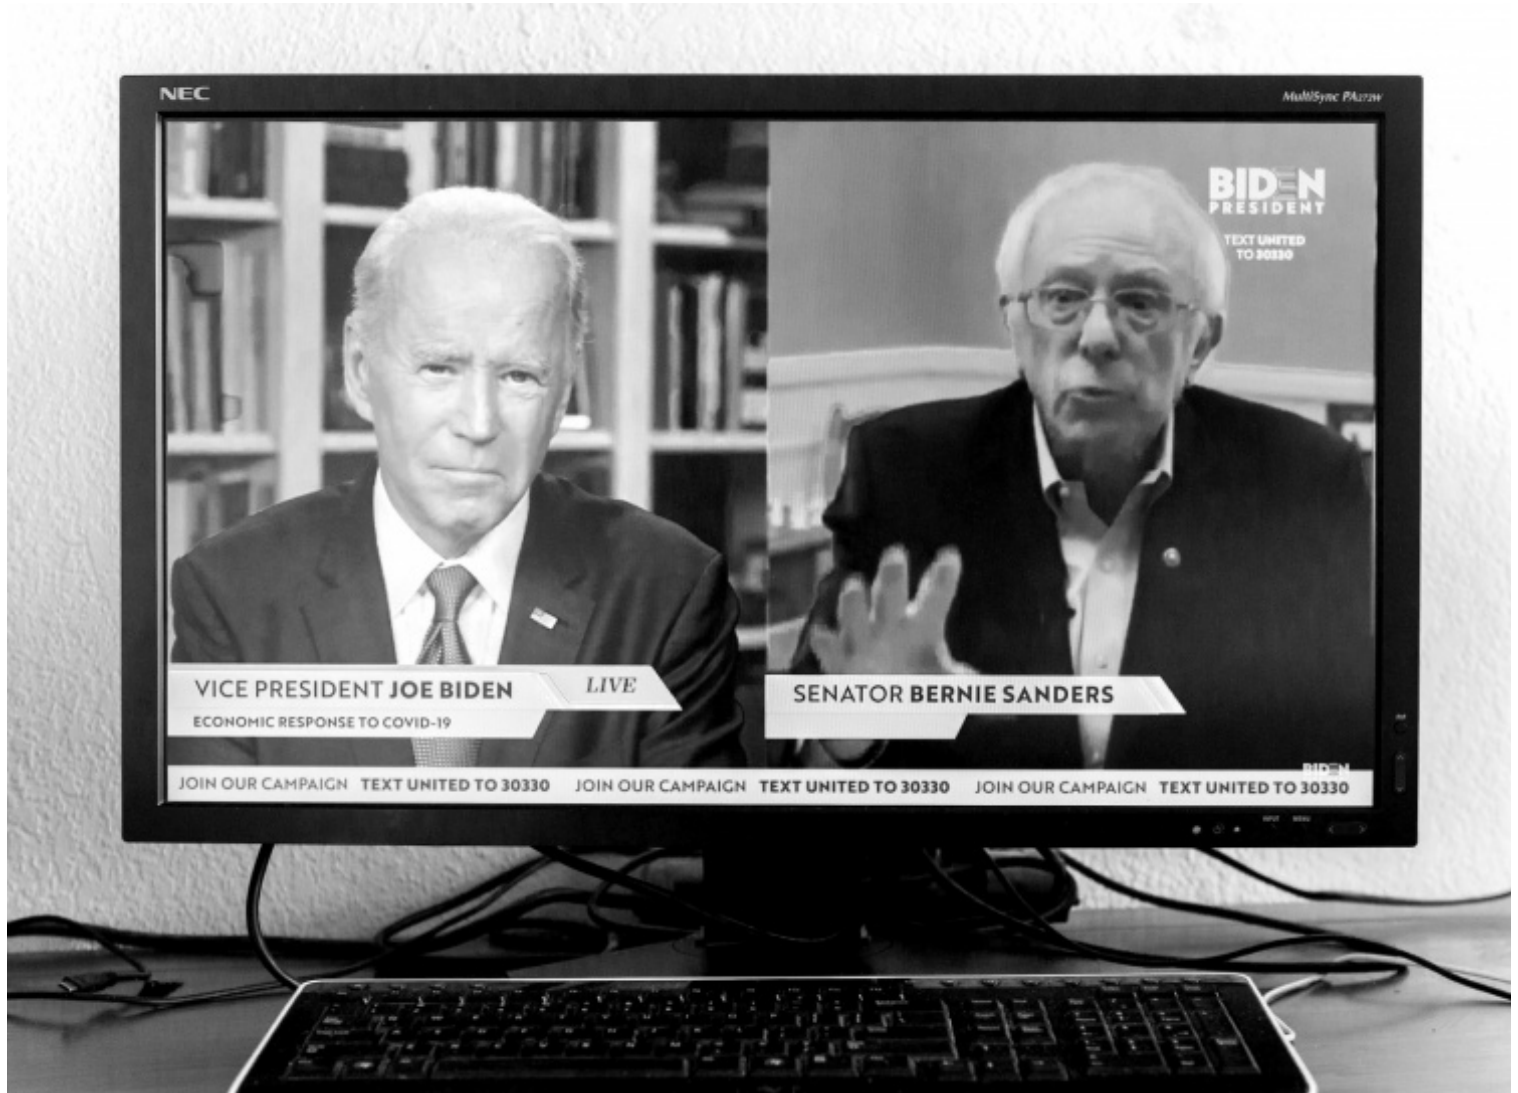 NEC
MultiSync PA272W
BIDEN
PRESIDENT
TEXT UNITED
TO 30330
VICE PRESIDENT JOE BIDEN
LIVE
ECONOMIC RESPONSE TO COVID-19
SENATOR BERNIE SANDERS
BIDEN
JOIN OUR CAMPAIGN TEXT UNITED TO 30330 JOIN OUR CAMPAIGN TEXT UNITED TO 30330 JOIN OUR CAMPAIGN TEXT UNITED TO 30330
INPUT MENU